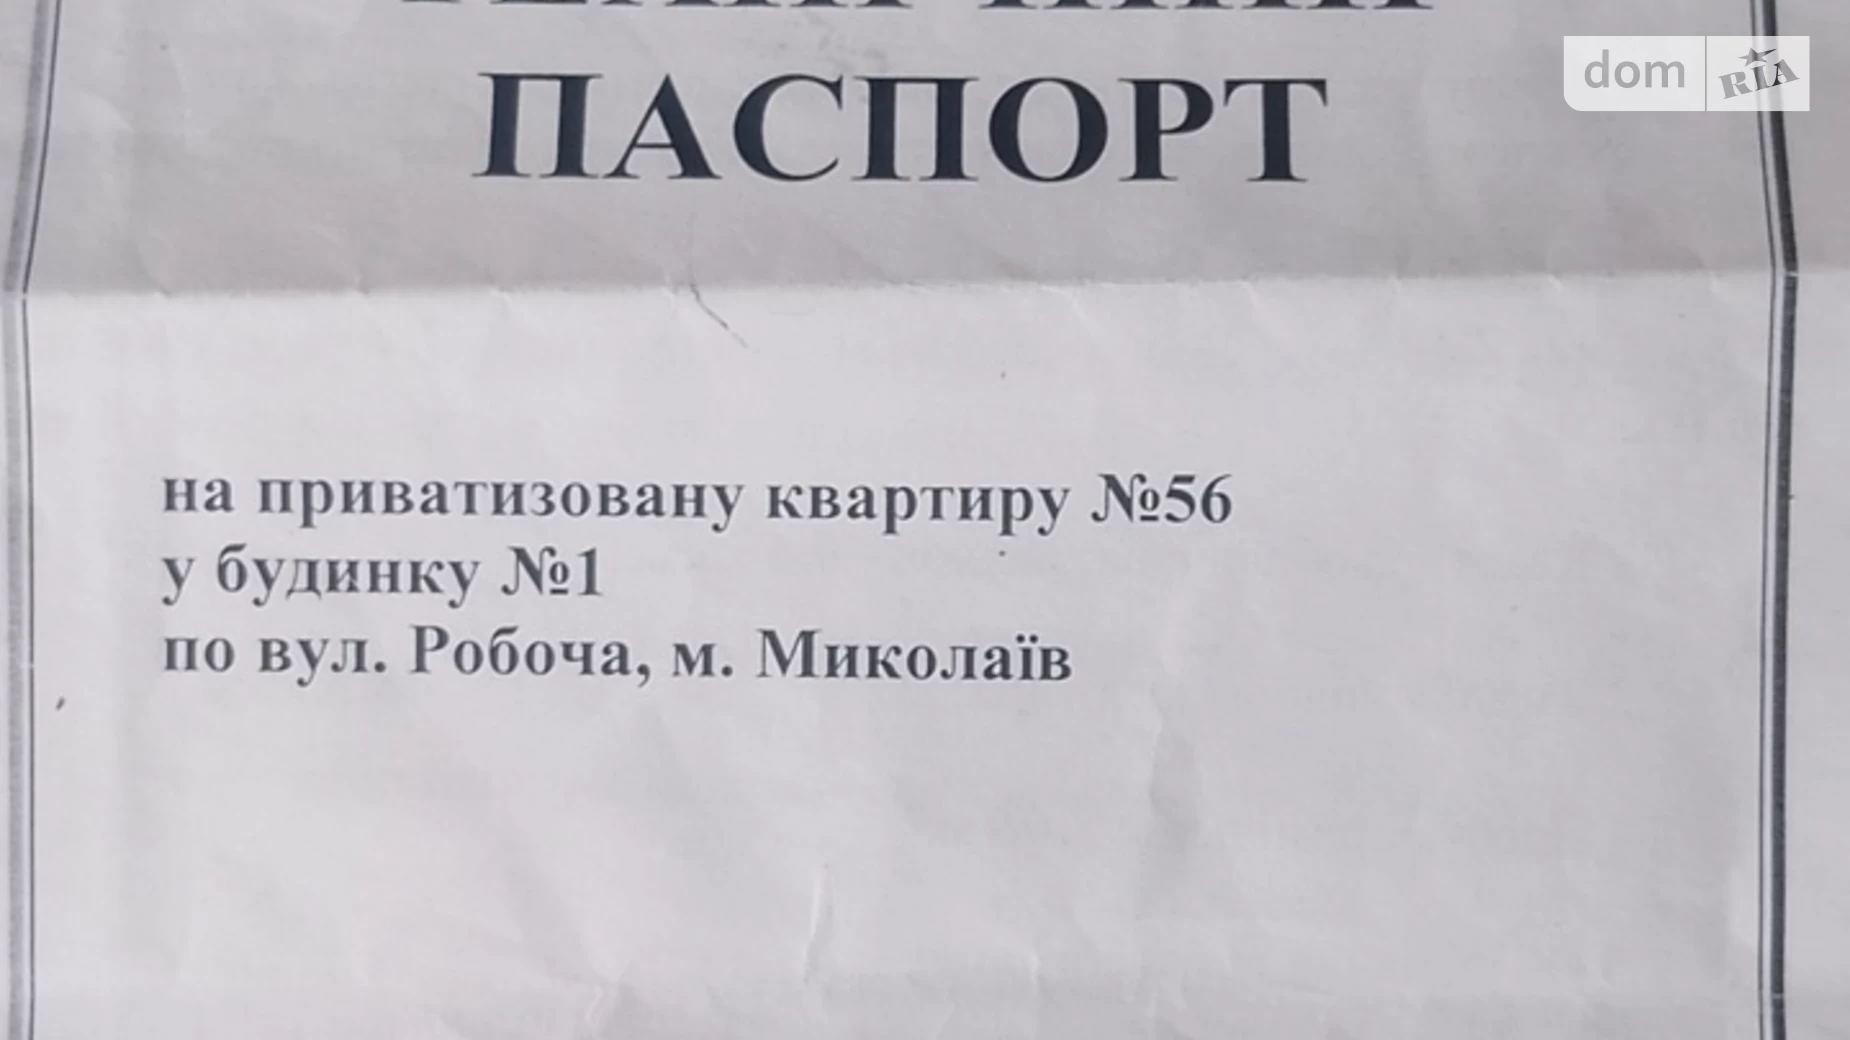 ПАСПОРТ
dom RIA
на приватизовану квартиру №56
у будинку №1
по вул. Робоча, м. Миколаїв